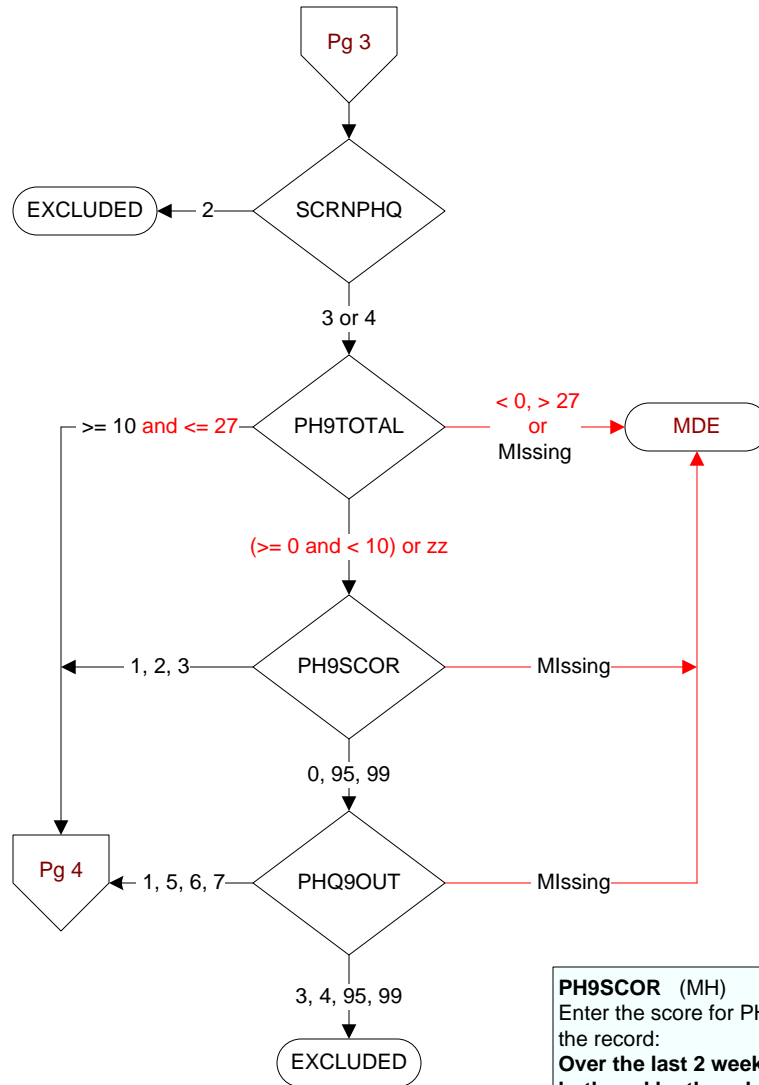 Pg 3
SCRNPHQ
2
EXCLUDED
3 or 4
PH9TOTAL
>= 10 and <= 27
< 0, > 27
or
MIssing
MDE
(>= 0 and < 10) or zz
PH9SCOR
1, 2, 3
MIssing
0, 95, 99
PHQ9OUT
1, 5, 6, 7
Pg 4
MIssing
3, 4, 95, 99
EXCLUDED
PH9SCOR (MH)
Enter the score for PH
the record:
Over the last 2 week